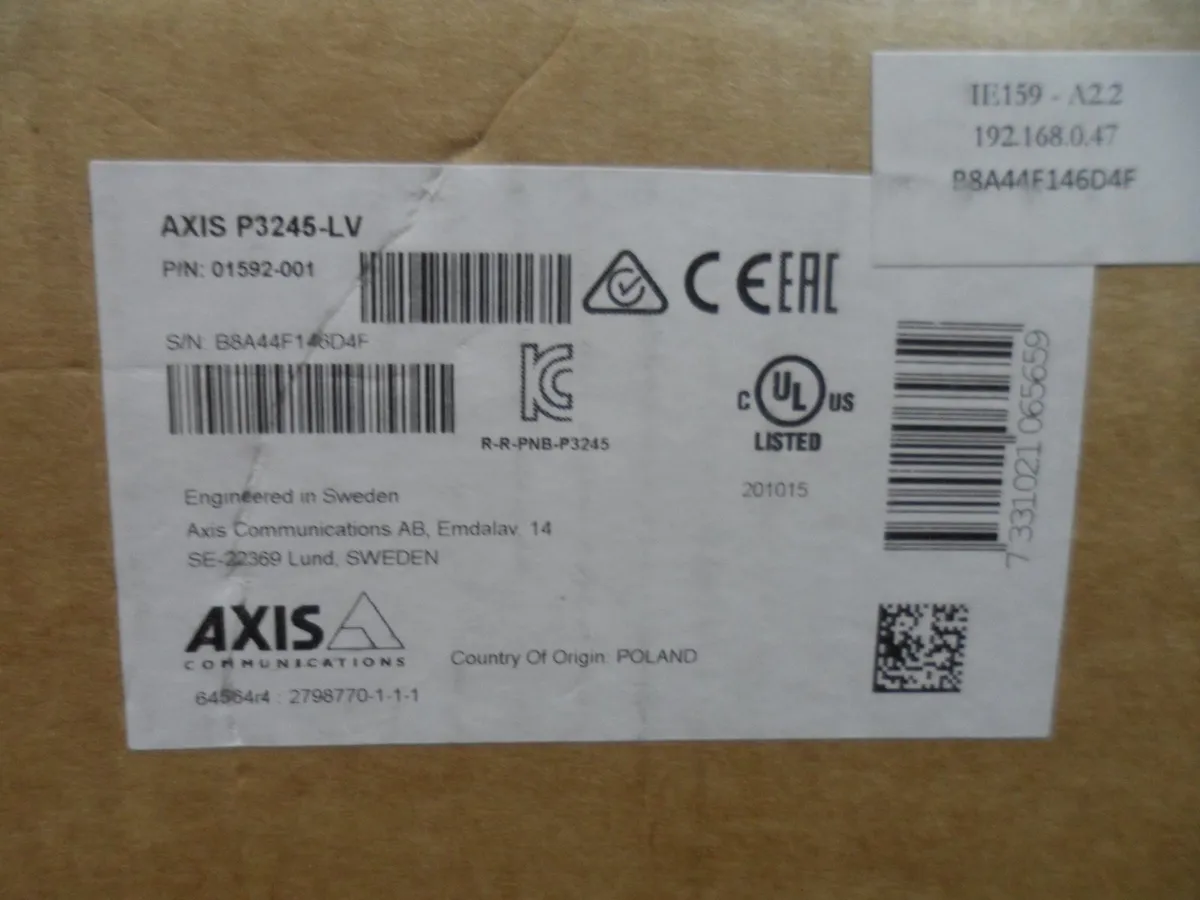 IE159 - A2.2
192.168.0.47
B8A44F146D4F
AXIS P3245-LV
P/N: 01592-001
CE EAC
S/N: B8A44F146D4F
R-R-PNB-P3245
C UL US
LISTED
201015
7 331021 065659
Engineered in Sweden
Axis Communications AB, Emdalav. 14
SE-22369 Lund, SWEDEN
AXIS
COMMUNICATIONS
Country Of Origin: POLAND
64564r4 : 2798770-1-1-1